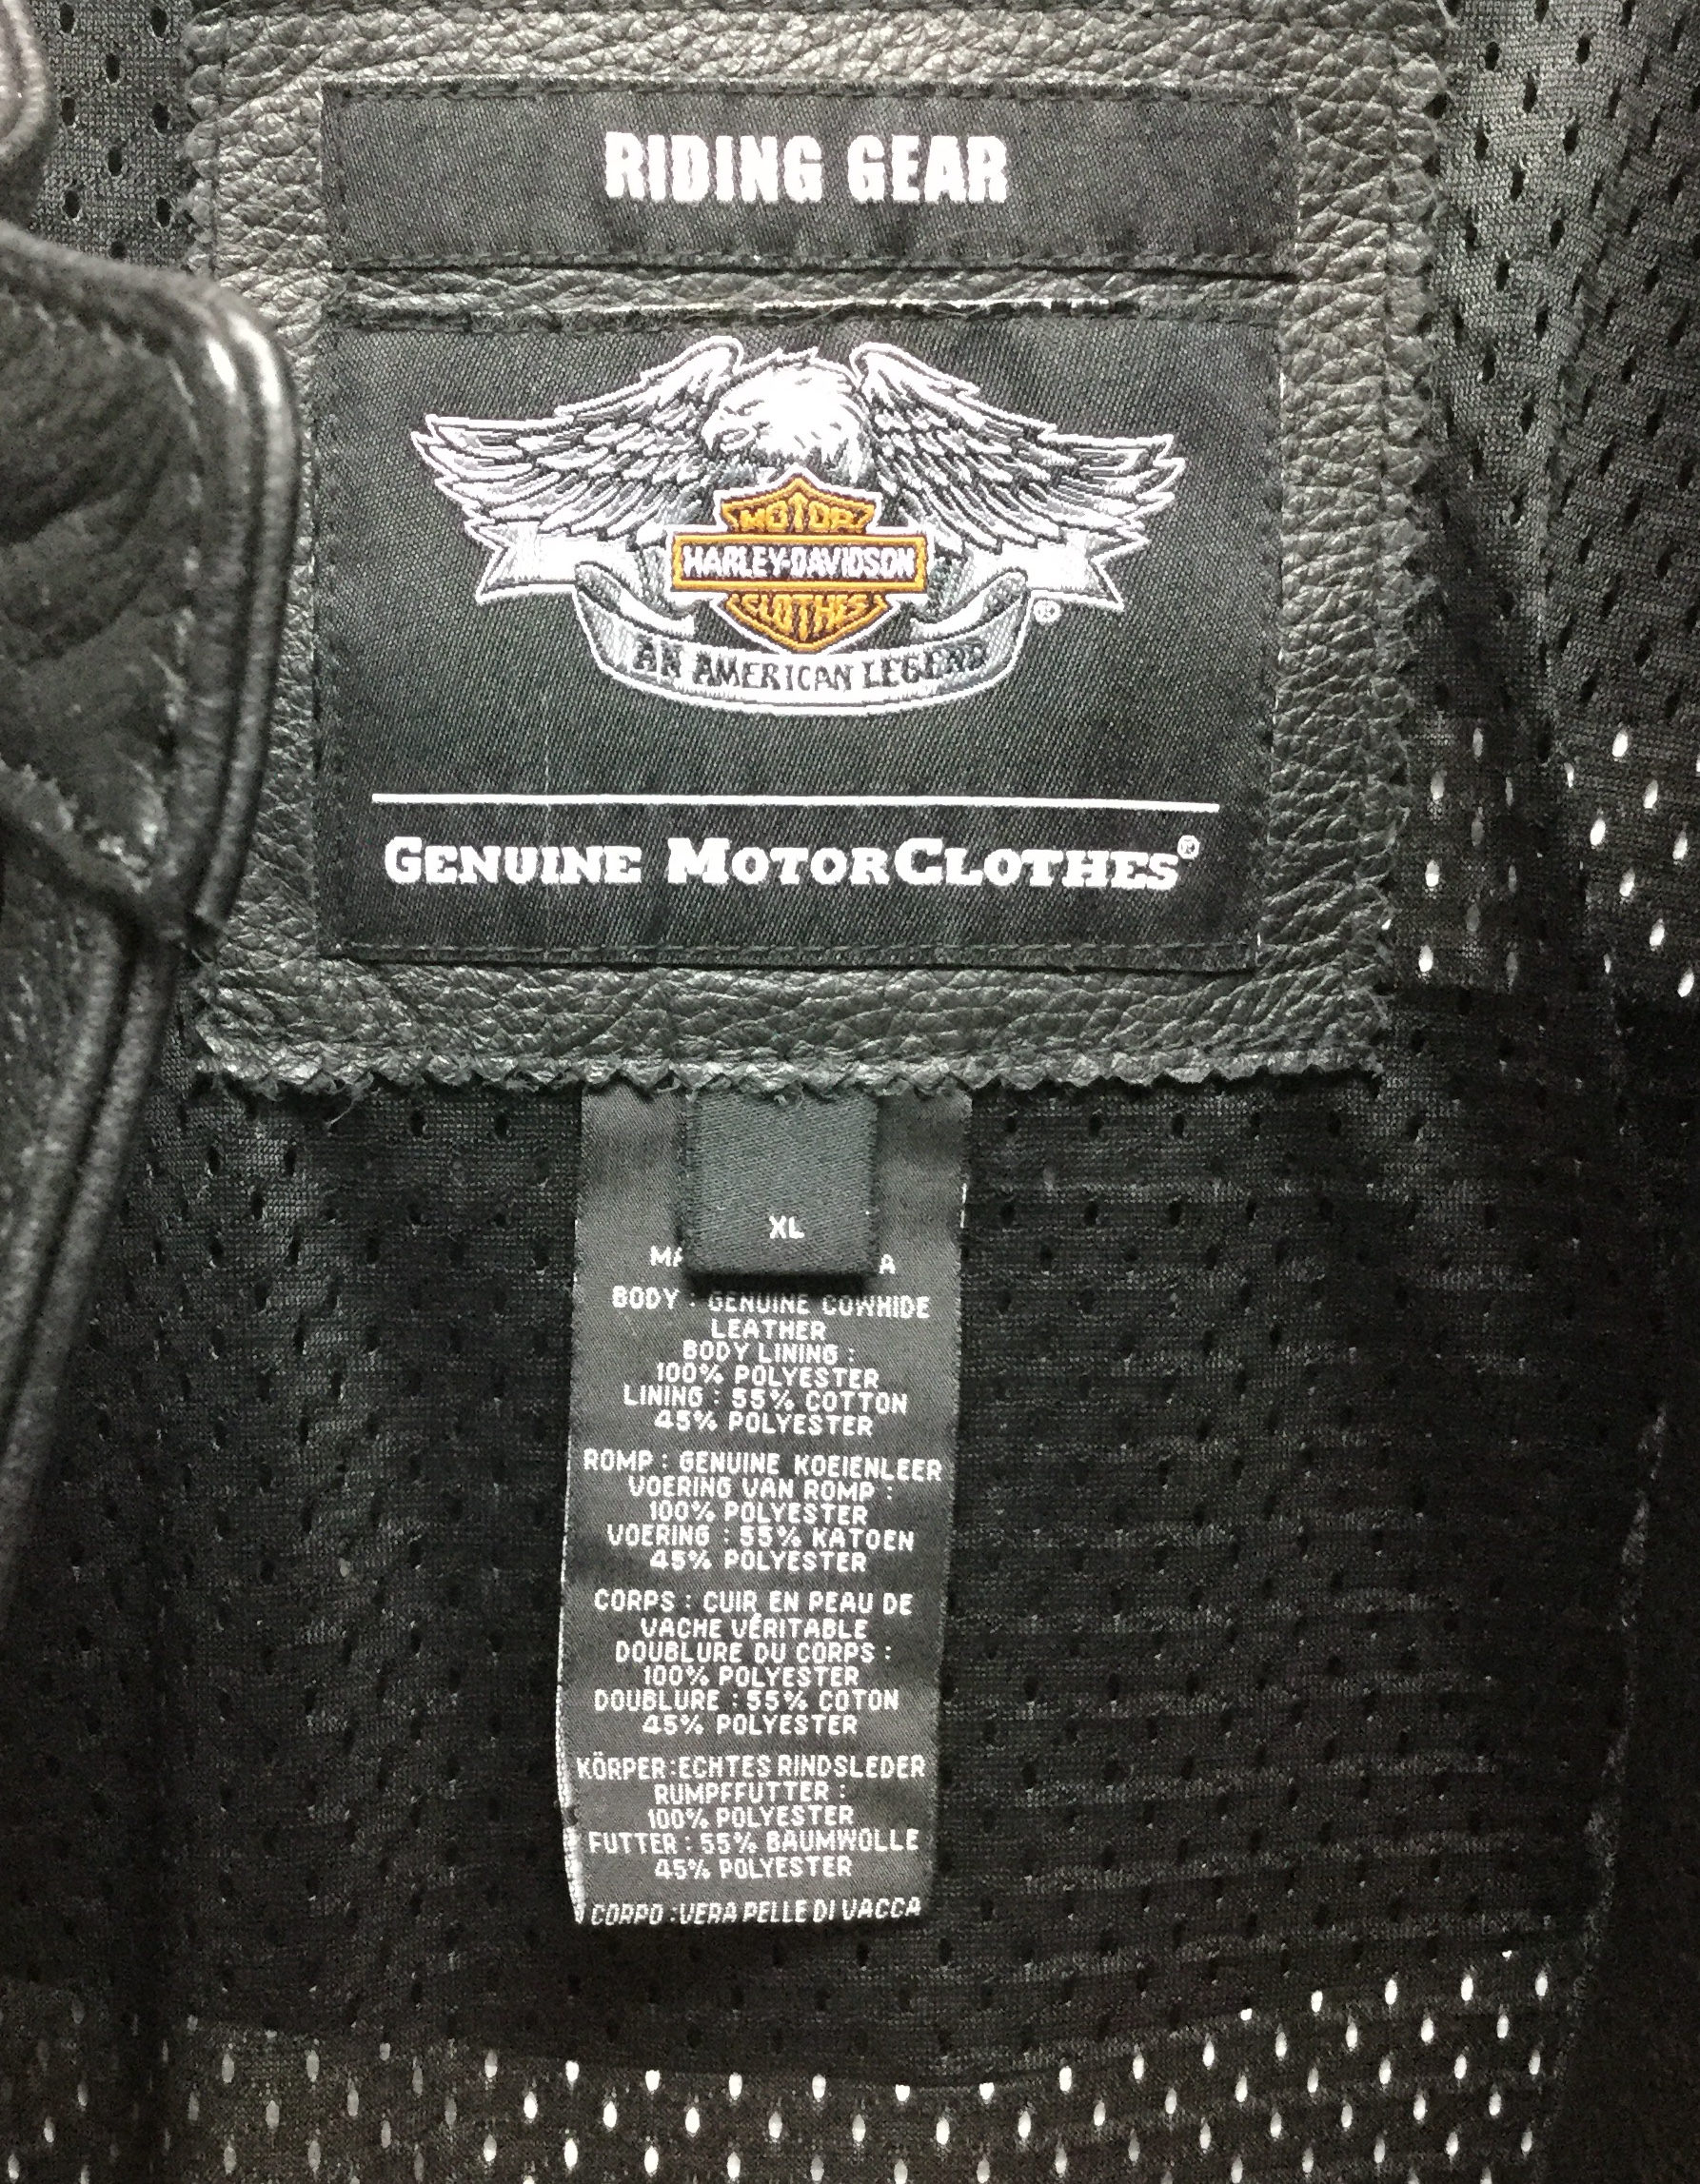 RIDING GEAR
MOTOR
HARLEY-DAVIDSON
CLOTHES
®
AN AMERICAN LEGEND
GENUINE MOTORCLOTHES®
XL
BODY : GENUINE COWHIDE
LEATHER
BODY LINING :
100% POLYESTER
LINING : 55% COTTON
45% POLYESTER
ROMP : GENUINE KOEIENLEER
VOERING VAN ROMP :
100% POLYESTER
VOERING : 55% KATOEN
45% POLYESTER
CORPS : CUIR EN PEAU DE
VACHE VÉRITABLE
DOUBLURE DU CORPS :
100% POLYESTER
DOUBLURE : 55% COTON
45% POLYESTER
KÖRPER:ECHTES RINDSLEDER
RUMPFFUTTER :
100% POLYESTER
FUTTER : 55% BAUMWOLLE
45% POLYESTER
CORPO :VERA PELLE DI VACCA